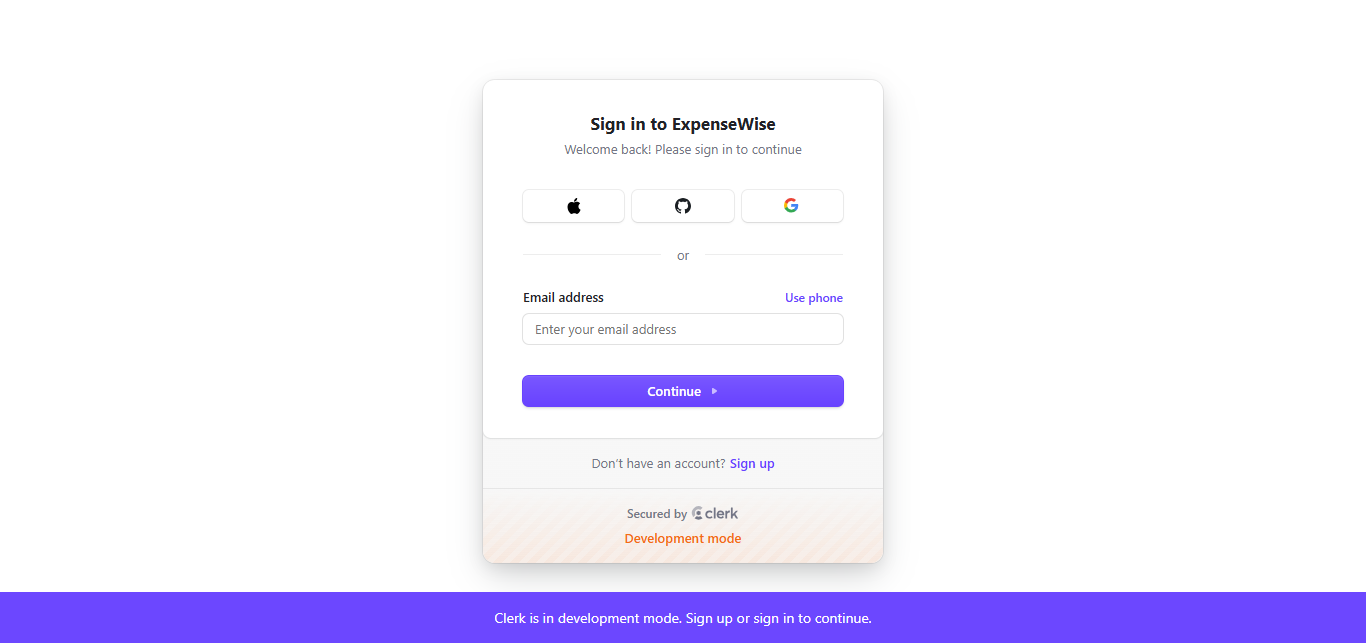 Sign in to ExpenseWise
Welcome back! Please sign in to continue
or
Email address
Use phone
Enter your email address
Continue
Don't have an account? Sign up
Secured by clerk
Development mode
Clerk is in development mode. Sign up or sign in to continue.